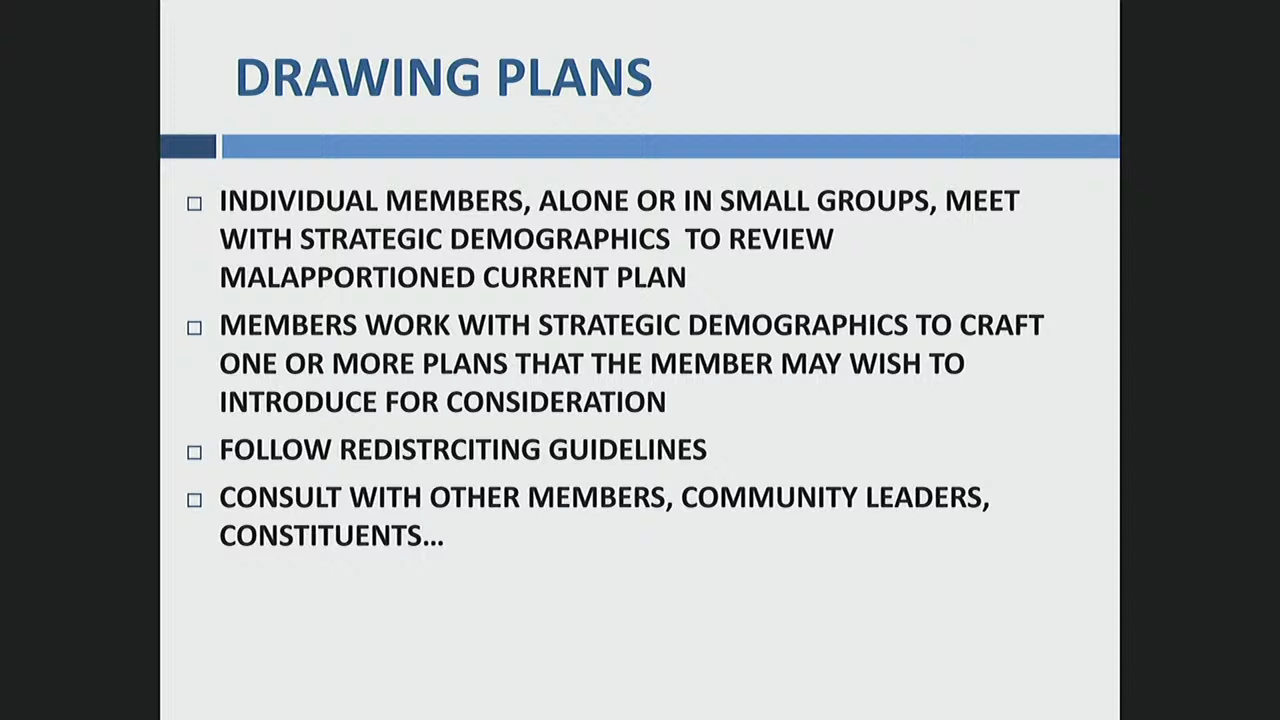 DRAWING PLANS
INDIVIDUAL MEMBERS, ALONE OR IN SMALL GROUPS, MEET
WITH STRATEGIC DEMOGRAPHICS  TO REVIEW
MALAPPORTIONED CURRENT PLAN
MEMBERS WORK WITH STRATEGIC DEMOGRAPHICS TO CRAFT
ONE OR MORE PLANS THAT THE MEMBER MAY WISH TO
INTRODUCE FOR CONSIDERATION
FOLLOW REDISTRCITING GUIDELINES
CONSULT WITH OTHER MEMBERS, COMMUNITY LEADERS,
CONSTITUENTS…